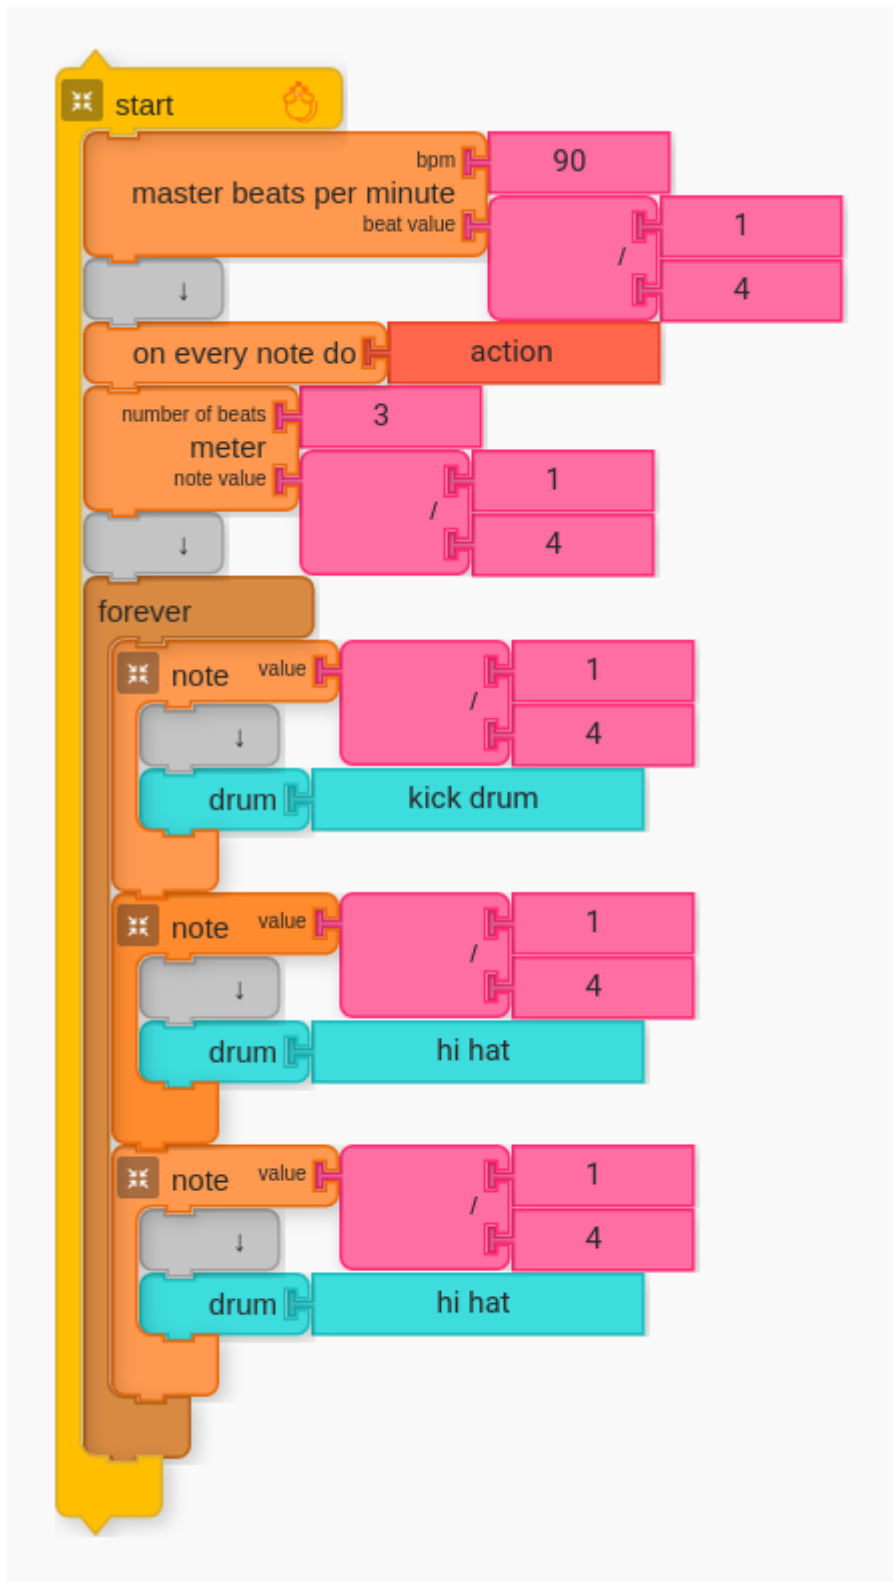 start
bpm 90
master beats per minute
beat value / 1
4
↓
on every note do action
number of beats 3
meter
note value / 1
4
↓
forever
note value / 1
4
↓
drum kick drum
note value / 1
4
↓
drum hi hat
note value / 1
4
↓
drum hi hat